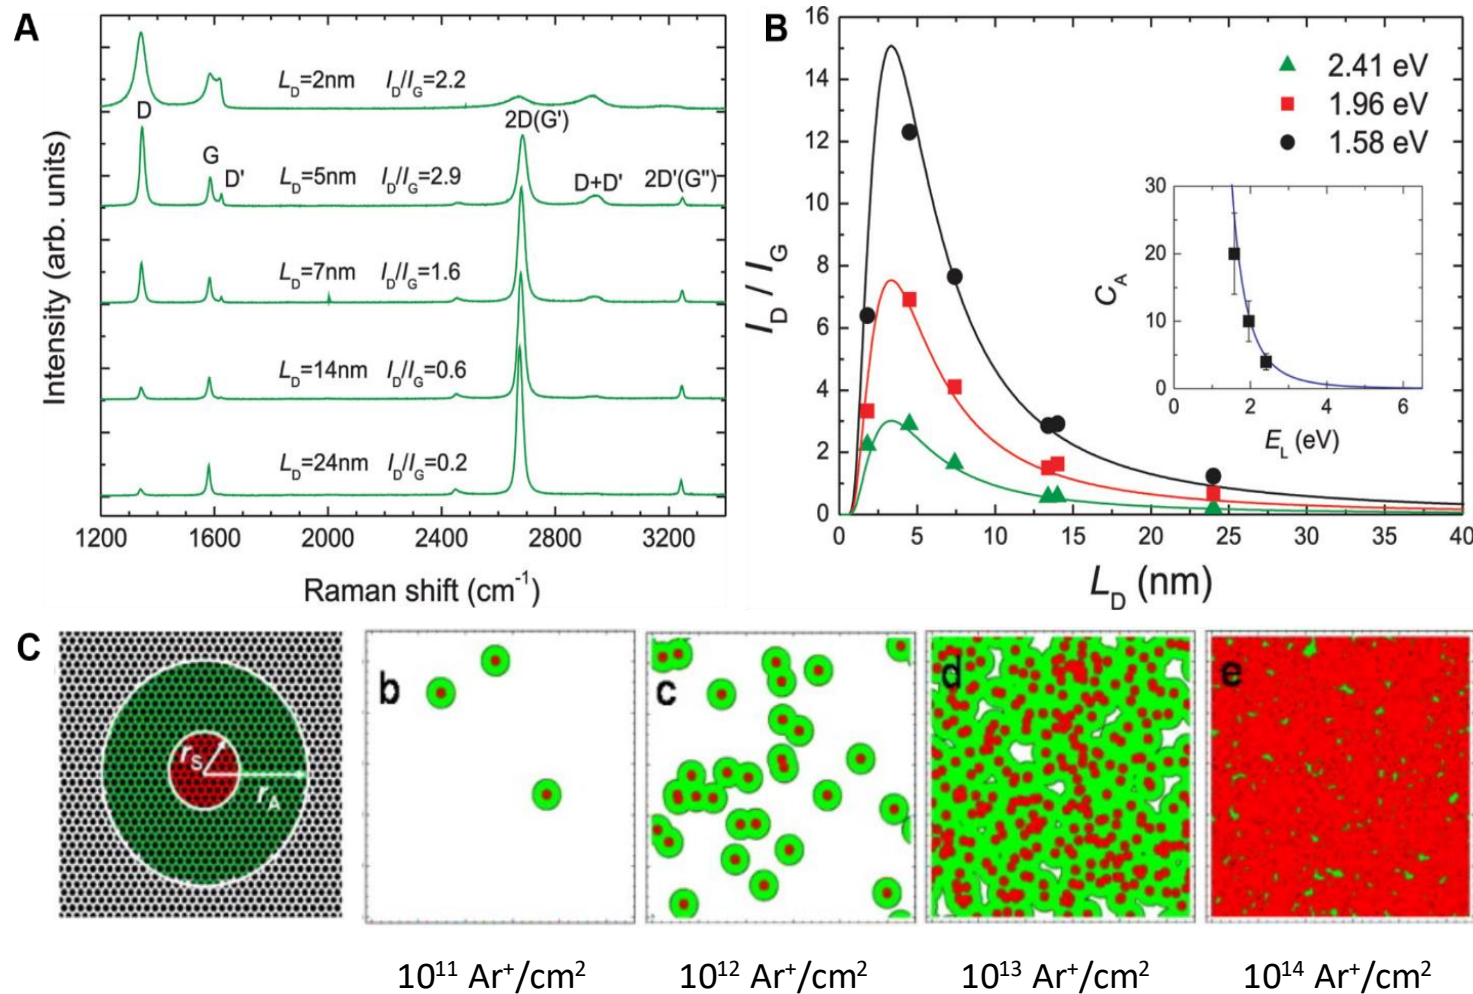 A
Intensity (arb. units)
L_D=2nm I_D/I_G=2.2
D
2D(G')
G
D'
L_D=5nm I_D/I_G=2.9
D+D'
2D'(G'')
L_D=7nm I_D/I_G=1.6
L_D=14nm I_D/I_G=0.6
L_D=24nm I_D/I_G=0.2
1200 1600 2000 2400 2800 3200
Raman shift (cm⁻¹)
B
I_D / I_G
16
14
12
10
8
6
4
2
0
2.41 eV
1.96 eV
1.58 eV
C_A
30
20
10
0
0 2 4 6
E_L (eV)
0 5 10 15 20 25 30 35 40
L_D (nm)
C
r_S
r_A
b
c
d
e
10¹¹ Ar⁺/cm²
10¹² Ar⁺/cm²
10¹³ Ar⁺/cm²
10¹⁴ Ar⁺/cm²